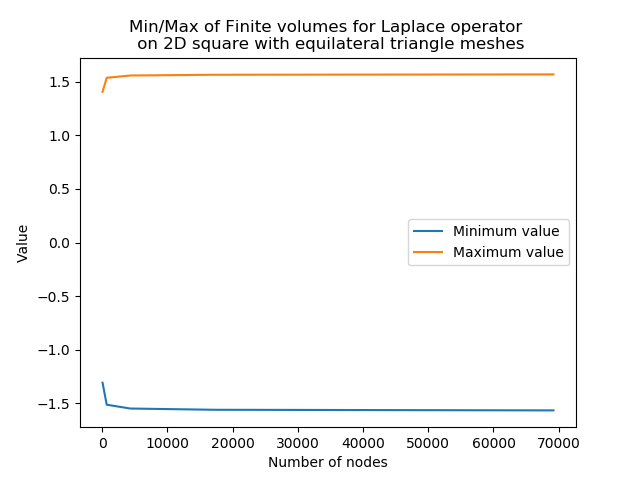 Min/Max of Finite volumes for Laplace operator
on 2D square with equilateral triangle meshes
1.5
1.0
0.5
0.0
−0.5
−1.0
−1.5
Value
Minimum value
Maximum value
0 10000 20000 30000 40000 50000 60000 70000
Number of nodes